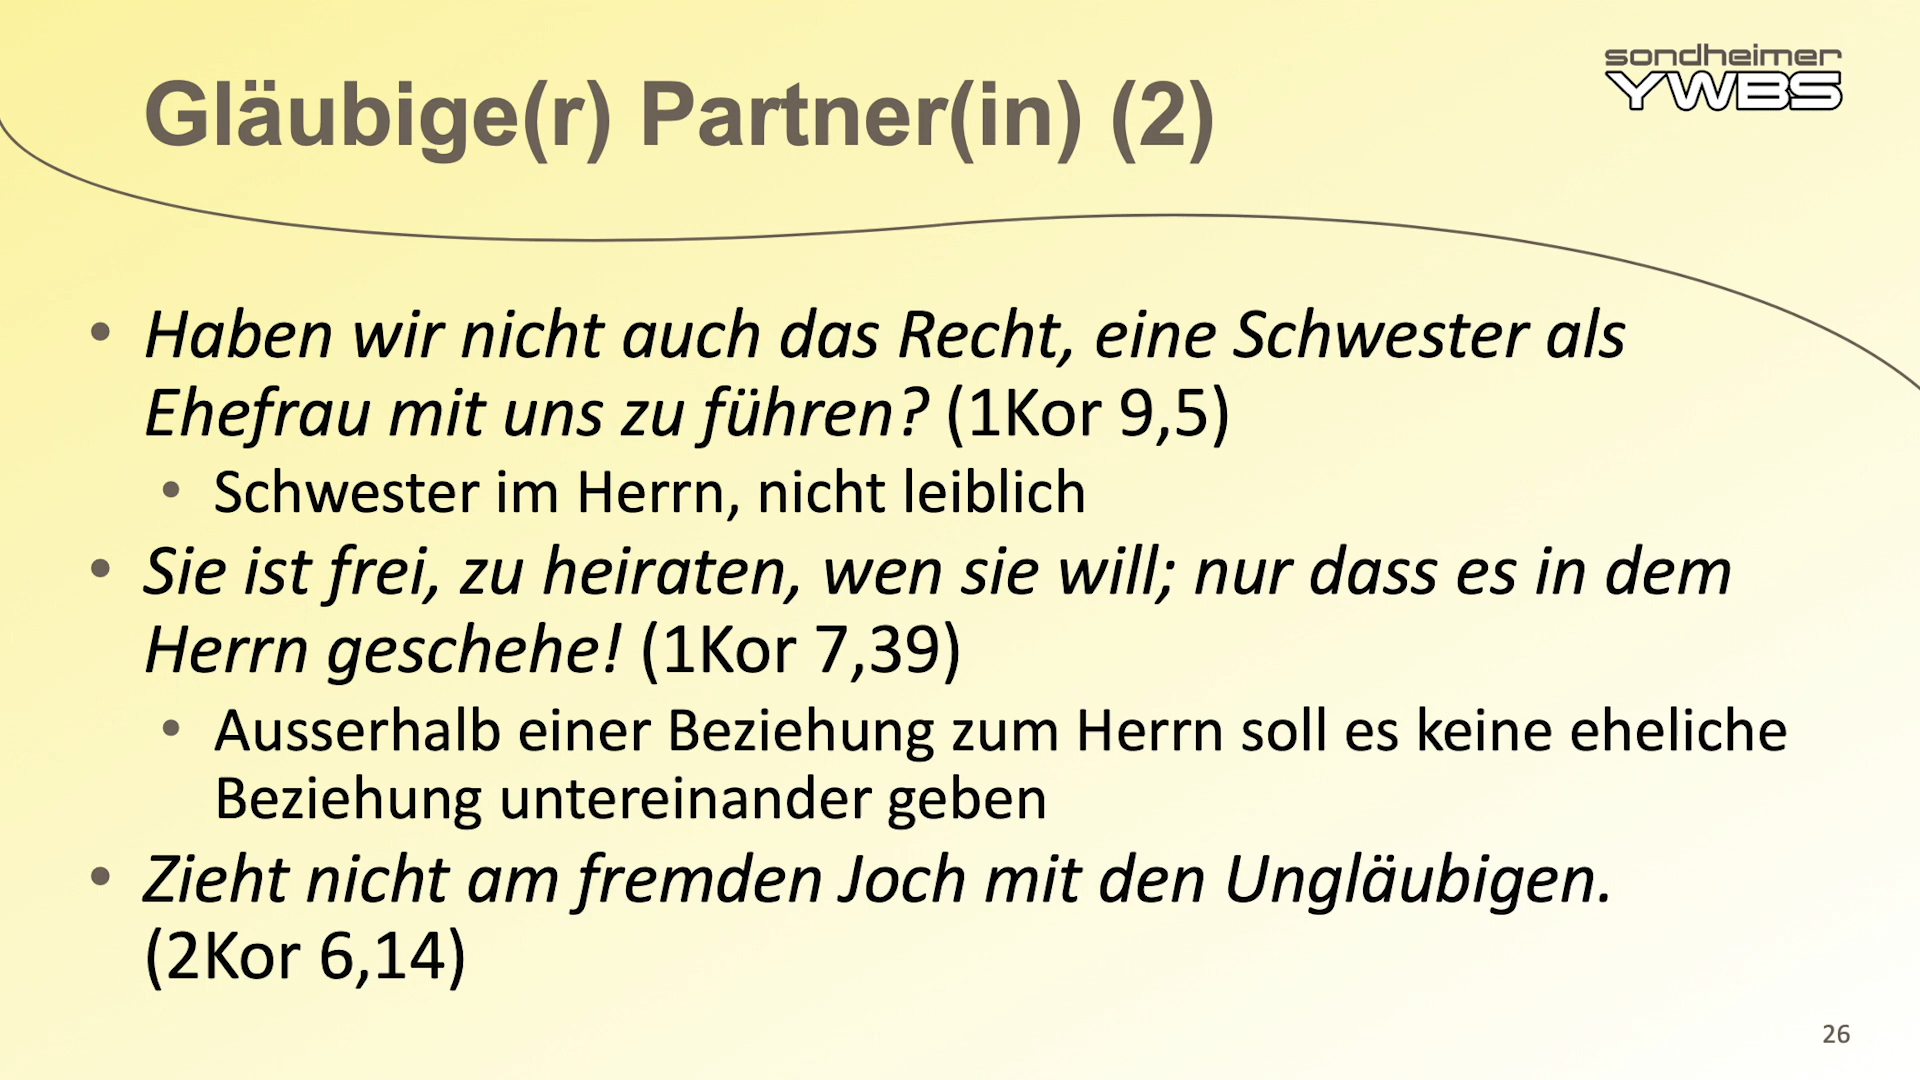 sondheimer
YWBS
Gläubige(r) Partner(in) (2)
• Haben wir nicht auch das Recht, eine Schwester als
Ehefrau mit uns zu führen? (1Kor 9,5)
• Schwester im Herrn, nicht leiblich
• Sie ist frei, zu heiraten, wen sie will; nur dass es in dem
Herrn geschehe! (1Kor 7,39)
• Ausserhalb einer Beziehung zum Herrn soll es keine eheliche
Beziehung untereinander geben
• Zieht nicht am fremden Joch mit den Ungläubigen.
(2Kor 6,14)
26